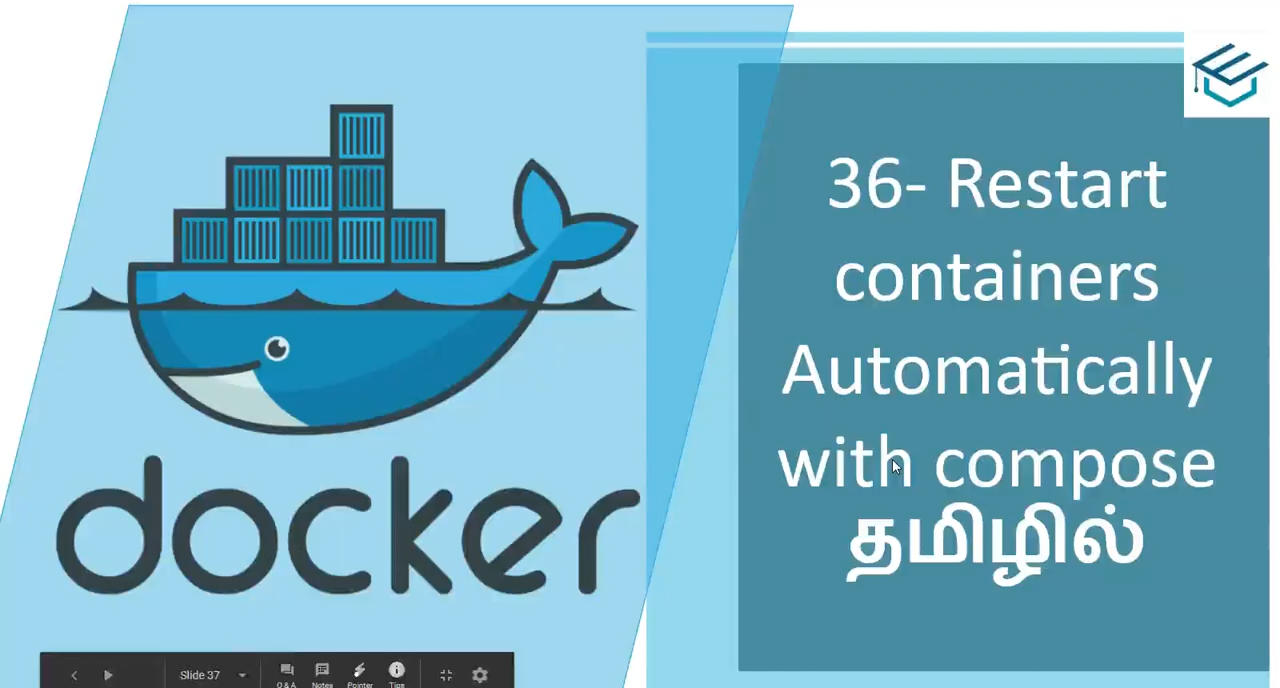 docker
36- Restart
containers
Automatically
with compose
தமிழில்
Slide 37
Q & A Notes Pointer Tips